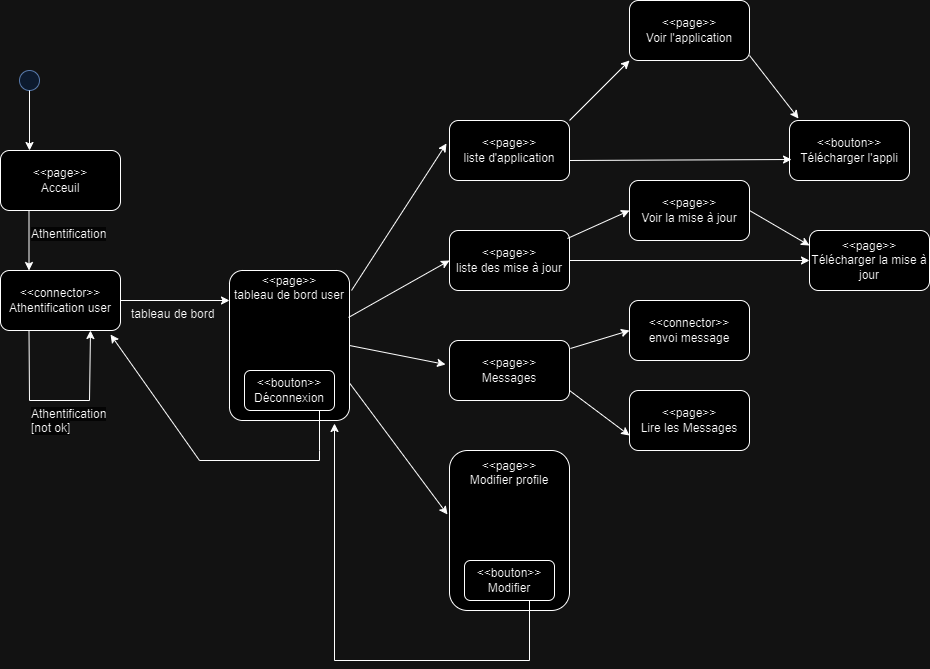 <<page>>
Voir l'application
<<page>>
liste d'application
<<bouton>>
Télécharger l'appli
<<page>>
Acceuil
<<page>>
Voir la mise à jour
Athentification
<<page>>
liste des mise à jour
<<page>>
Télécharger la mise à
jour
<<connector>>
Athentification user
<<page>>
tableau de bord user
tableau de bord
<<connector>>
envoi message
<<page>>
Messages
<<bouton>>
Déconnexion
Athentification
[not ok]
<<page>>
Lire les Messages
<<page>>
Modifier profile
<<bouton>>
Modifier